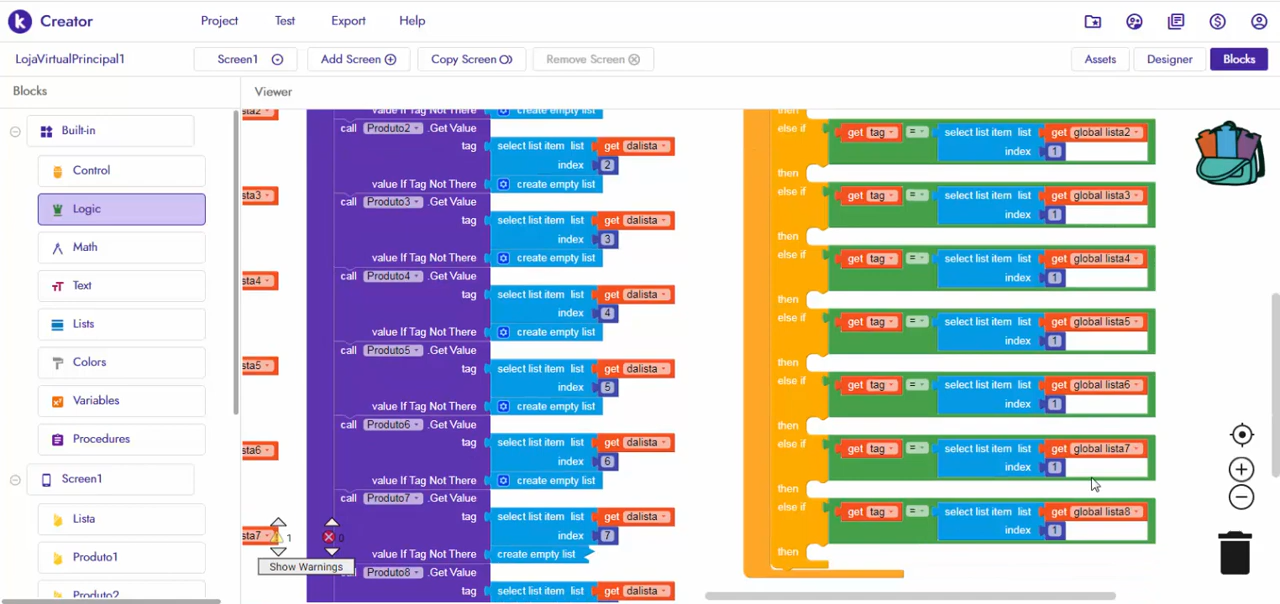 Creator Project Test Export Help
LojaVirtualPrincipal1 Screen1 Add Screen Copy Screen Remove Screen Assets Designer Blocks
Blocks Viewer
Built-in
Control
Logic
Math
Text
Lists
Colors
Variables
Procedures
Screen1
Lista
Produto1
Produto2
sta2
sta3
sta4
sta5
sta6
sta7
value If Tag Not There create empty list
call Produto2 .Get Value
tag select list item list get dalista
index 2
value If Tag Not There create empty list
call Produto3 .Get Value
tag select list item list get dalista
index 3
value If Tag Not There create empty list
call Produto4 .Get Value
tag select list item list get dalista
index 4
value If Tag Not There create empty list
call Produto5 .Get Value
tag select list item list get dalista
index 5
value If Tag Not There create empty list
call Produto6 .Get Value
tag select list item list get dalista
index 6
value If Tag Not There create empty list
call Produto7 .Get Value
tag select list item list get dalista
index 7
value If Tag Not There create empty list
call Produto8 .Get Value
tag select list item list get dalista
1 0
Show Warnings
then
else if get tag = select list item list get global lista2
index 1
then
else if get tag = select list item list get global lista3
index 1
then
else if get tag = select list item list get global lista4
index 1
then
else if get tag = select list item list get global lista5
index 1
then
else if get tag = select list item list get global lista6
index 1
then
else if get tag = select list item list get global lista7
index 1
then
else if get tag = select list item list get global lista8
index 1
then